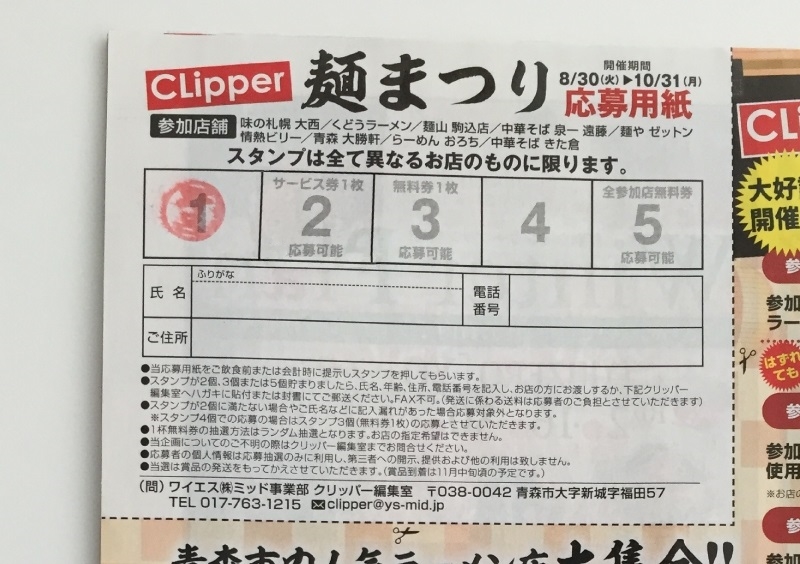 CLipper 麺まつり
開催期間
8/30(火)▶10/31(月)
応募用紙
参加店舗 味の札幌 大西／くどうラーメン／麺山 駒込店／中華そば 泉一 遠藤／麺や ゼットン
情熱ビリー／青森 大勝軒／らーめん おろち／中華そば きた倉
スタンプは全て異なるお店のものに限ります。
1
サービス券1枚
2
応募可能
無料券1枚
3
応募可能
4
全参加店無料券
5
応募可能
ふりがな
氏 名
電話
番号
ご住所
●当応募用紙をご飲食前または会計時に提示しスタンプを押してもらいます。
●スタンプが2個、3個または5個貯まりましたら、氏名、年齢、住所、電話番号を記入し、お店の方にお渡しするか、下記クリッパー
編集室へハガキに貼付または封書にてご郵送ください。FAX不可。(発送に係わる送料は応募者のご負担とさせていただきます)
●スタンプが2個に満たない場合やご氏名などに記入漏れがあった場合応募対象外となります。
※スタンプ4個での応募の場合はスタンプ3個(無料券1枚)の応募とさせていただきます。
●1杯無料券の抽選方法はランダム抽選となります。お店の指定希望はできません。
●当企画についてのご不明の際はクリッパー編集室までお問合せください。
●応募者の個人情報は応募抽選のみに利用し、第三者への開示、提供および他の利用は致しません。
●当選は賞品の発送をもってかえさせていただきます。(賞品到着は11月中旬頃の予定です。)
(問) ワイエス㈱ミッド事業部 クリッパー編集室 〒038-0042 青森市大字新城字福田57
TEL 017-763-1215 ✉clipper@ys-mid.jp
青森市内人気ラーメン店大集合!!
CLi
大好
開催
参加
ラー
はずれ
ても
参加
使用
※お店の
参加